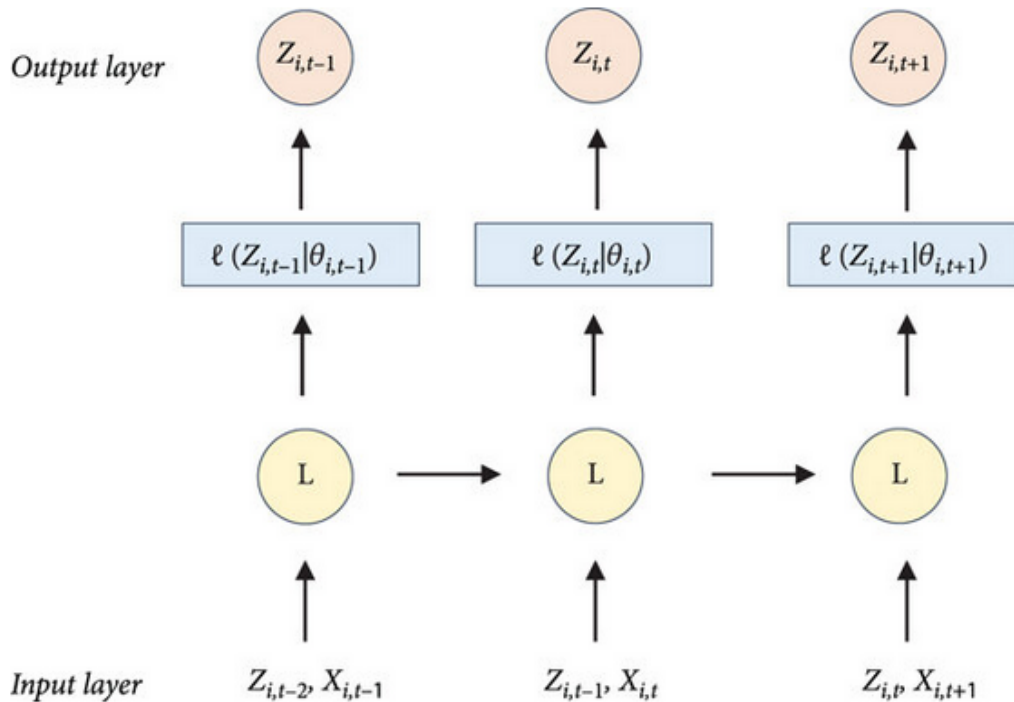 Output layer Z_{i,t−1} Z_{i,t} Z_{i,t+1}
ℓ (Z_{i,t−1}|θ_{i,t−1}) ℓ (Z_{i,t}|θ_{i,t}) ℓ (Z_{i,t+1}|θ_{i,t+1})
L L L
Input layer Z_{i,t−2}, X_{i,t−1} Z_{i,t−1}, X_{i,t} Z_{i,t}, X_{i,t+1}